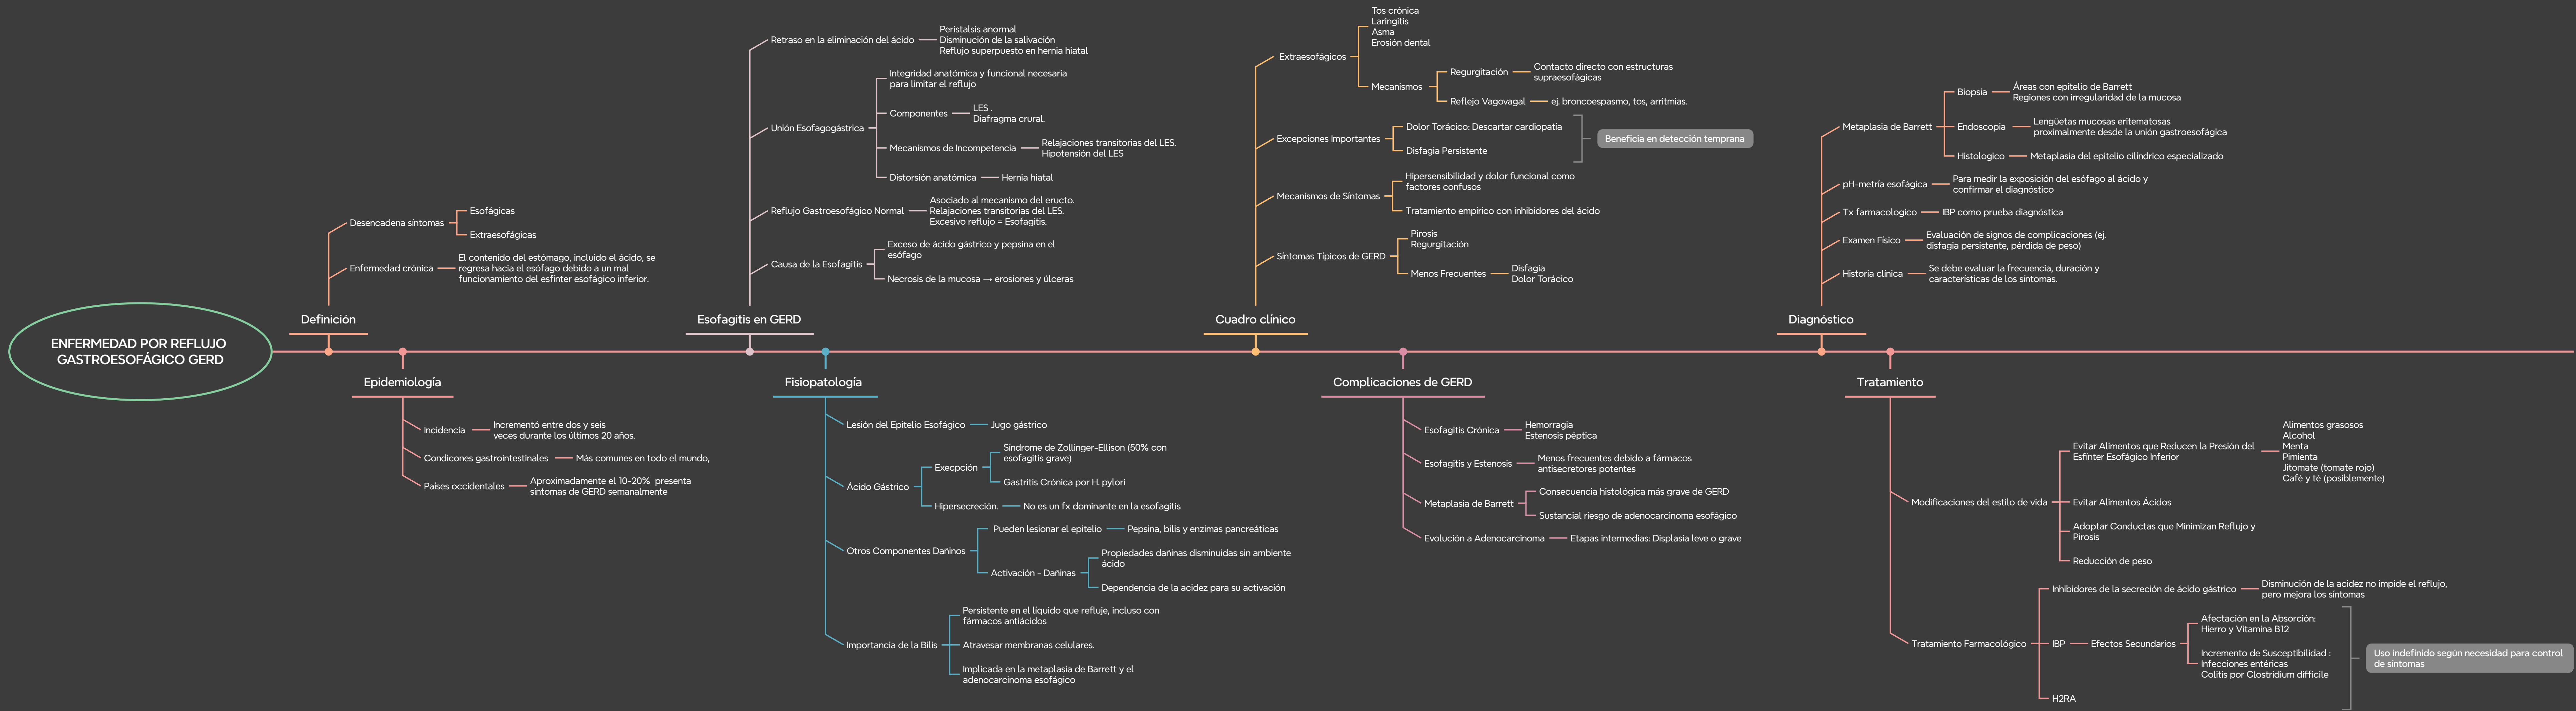 ENFERMEDAD POR REFLUJO
GASTROESOFÁGICO GERD
Definición
Desencadena síntomas
Esofágicas
Extraesofágicas
Enfermedad crónica
El contenido del estómago, incluido el ácido, se
regresa hacia el esófago debido a un mal
funcionamiento del esfínter esofágico inferior.
Epidemiología
Incidencia
Incrementó entre dos y seis
veces durante los últimos 20 años.
Condicones gastrointestinales
Más comunes en todo el mundo,
Países occidentales
Aproximadamente el 10-20% presenta
síntomas de GERD semanalmente
Esofagitis en GERD
Retraso en la eliminación del ácido
Peristalsis anormal
Disminución de la salivación
Reflujo superpuesto en hernia hiatal
Unión Esofagogástrica
Integridad anatómica y funcional necesaria
para limitar el reflujo
Componentes
LES .
Diafragma crural.
Mecanismos de Incompetencia
Relajaciones transitorias del LES.
Hipotensión del LES
Distorsión anatómica
Hernia hiatal
Reflujo Gastroesofágico Normal
Asociado al mecanismo del eructo.
Relajaciones transitorias del LES.
Excesivo reflujo = Esofagitis.
Causa de la Esofagitis
Exceso de ácido gástrico y pepsina en el
esófago
Necrosis de la mucosa → erosiones y úlceras
Fisiopatología
Lesión del Epitelio Esofágico
Jugo gástrico
Ácido Gástrico
Execpción
Síndrome de Zollinger-Ellison (50% con
esofagitis grave)
Gastritis Crónica por H. pylori
Hipersecreción.
No es un fx dominante en la esofagitis
Otros Componentes Dañinos
Pueden lesionar el epitelio
Pepsina, bilis y enzimas pancreáticas
Activación - Dañinas
Propiedades dañinas disminuidas sin ambiente
ácido
Dependencia de la acidez para su activación
Importancia de la Bilis
Persistente en el líquido que refluje, incluso con
fármacos antiácidos
Atravesar membranas celulares.
Implicada en la metaplasia de Barrett y el
adenocarcinoma esofágico
Cuadro clínico
Extraesofágicos
Tos crónica
Laringitis
Asma
Erosión dental
Mecanismos
Regurgitación
Contacto directo con estructuras
supraesofágicas
Reflejo Vagovagal
ej. broncoespasmo, tos, arritmias.
Excepciones Importantes
Dolor Torácico: Descartar cardiopatía
Disfagia Persistente
Beneficia en detección temprana
Mecanismos de Síntomas
Hipersensibilidad y dolor funcional como
factores confusos
Tratamiento empírico con inhibidores del ácido
Síntomas Típicos de GERD
Pirosis
Regurgitación
Menos Frecuentes
Disfagia
Dolor Torácico
Complicaciones de GERD
Esofagitis Crónica
Hemorragia
Estenosis péptica
Esofagitis y Estenosis
Menos frecuentes debido a fármacos
antisecretores potentes
Metaplasia de Barrett
Consecuencia histológica más grave de GERD
Sustancial riesgo de adenocarcinoma esofágico
Evolución a Adenocarcinoma
Etapas intermedias: Displasia leve o grave
Diagnóstico
Metaplasia de Barrett
Biopsia
Áreas con epitelio de Barrett
Regiones con irregularidad de la mucosa
Endoscopia
Lengüetas mucosas eritematosas
proximalmente desde la unión gastroesofágica
Histologico
Metaplasia del epitelio cilíndrico especializado
pH-metría esofágica
Para medir la exposición del esófago al ácido y
confirmar el diagnóstico
Tx farmacologico
IBP como prueba diagnóstica
Examen Físico
Evaluación de signos de complicaciones (ej.
disfagia persistente, pérdida de peso)
Historia clínica
Se debe evaluar la frecuencia, duración y
características de los síntomas.
Tratamiento
Modificaciones del estilo de vida
Evitar Alimentos que Reducen la Presión del
Esfínter Esofágico Inferior
Alimentos grasosos
Alcohol
Menta
Pimienta
Jitomate (tomate rojo)
Café y té (posiblemente)
Evitar Alimentos Ácidos
Adoptar Conductas que Minimizan Reflujo y
Pirosis
Reducción de peso
Tratamiento Farmacológico
Inhibidores de la secreción de ácido gástrico
Disminución de la acidez no impide el reflujo,
pero mejora los síntomas
IBP
Efectos Secundarios
Afectación en la Absorción:
Hierro y Vitamina B12
Incremento de Susceptibilidad :
Infecciones entéricas
Colitis por Clostridium difficile
H2RA
Uso indefinido según necesidad para control
de síntomas